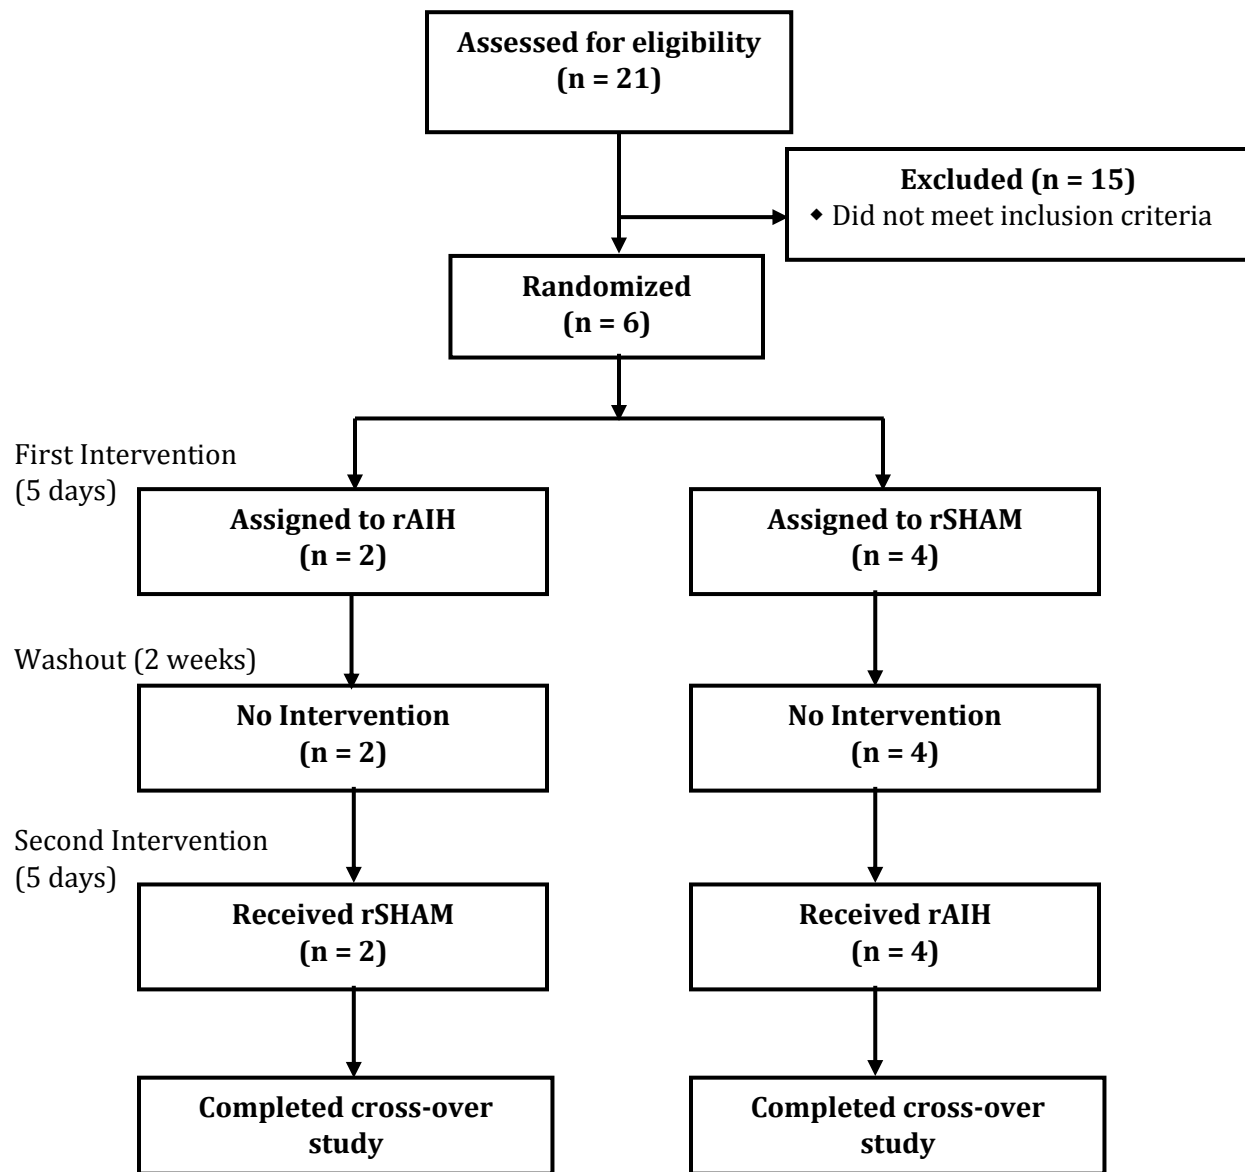 Assessed for eligibility
(n = 21)
Excluded (n = 15)
◆ Did not meet inclusion criteria
Randomized
(n = 6)
First Intervention
(5 days)
Assigned to rAIH
(n = 2)
Assigned to rSHAM
(n = 4)
Washout (2 weeks)
No Intervention
(n = 2)
No Intervention
(n = 4)
Second Intervention
(5 days)
Received rSHAM
(n = 2)
Received rAIH
(n = 4)
Completed cross-over
study
Completed cross-over
study